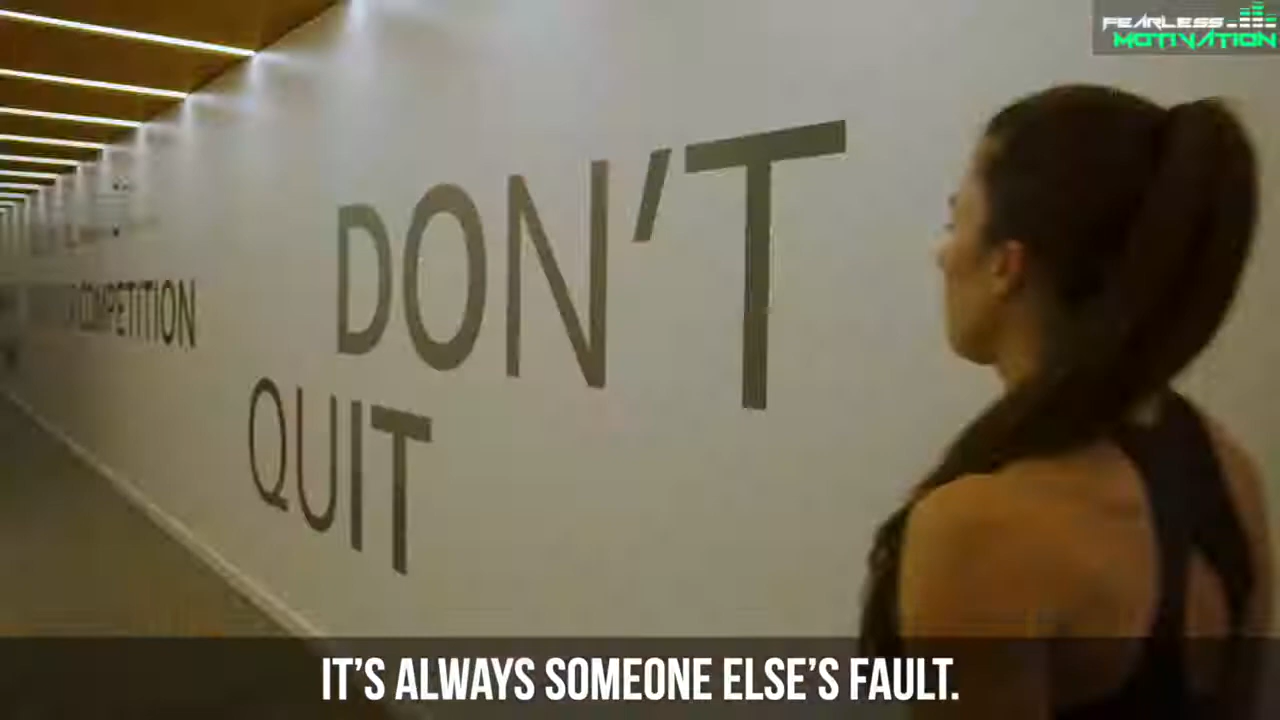 FEARLESS
MOTIVATION
DON'T
QUIT
COMPETITION
IT'S ALWAYS SOMEONE ELSE'S FAULT.